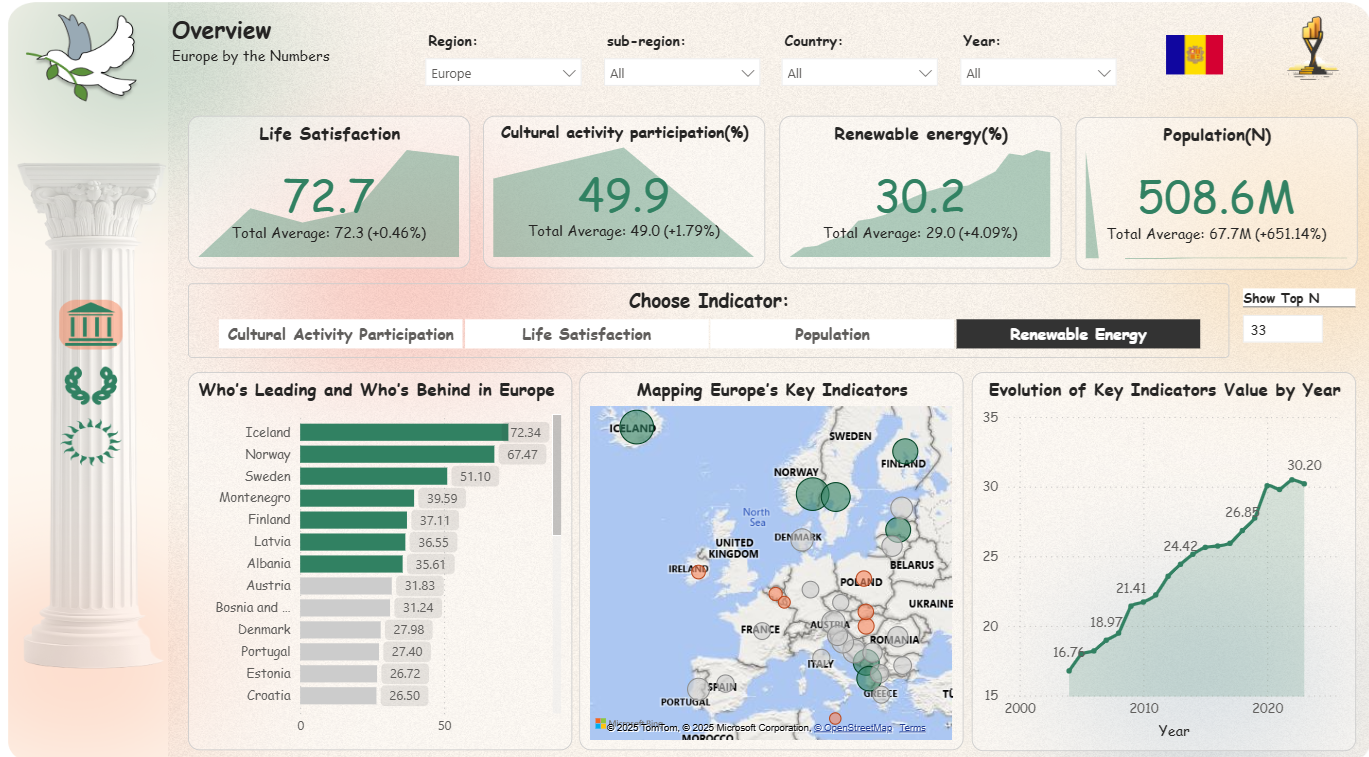 Overview
Europe by the Numbers
Region:
sub-region:
Country:
Year:
Europe
All
All
All
Life Satisfaction
72.7
Total Average: 72.3 (+0.46%)
Cultural activity participation(%)
49.9
Total Average: 49.0 (+1.79%)
Renewable energy(%)
30.2
Total Average: 29.0 (+4.09%)
Population(N)
508.6M
Total Average: 67.7M (+651.14%)
Choose Indicator:
Cultural Activity Participation
Life Satisfaction
Population
Renewable Energy
Show Top N
33
Who's Leading and Who's Behind in Europe
Iceland 72.34
Norway 67.47
Sweden 51.10
Montenegro 39.59
Finland 37.11
Latvia 36.55
Albania 35.61
Austria 31.83
Bosnia and ... 31.24
Denmark 27.98
Portugal 27.40
Estonia 26.72
Croatia 26.50
0 50
Mapping Europe's Key Indicators
ICELAND
SWEDEN
FINLAND
NORWAY
North
Sea
DENMARK
UNITED
KINGDOM
IRELAND
BELARUS
POLAND
UKRAINE
FRANCE
AUSTRIA
ROMANIA
ITALY
SPAIN
PORTUGAL
GREECE
TÜ
Microsoft Bing
© 2025 TomTom, © 2025 Microsoft Corporation, © OpenStreetMap Terms
MOROCCO
Evolution of Key Indicators Value by Year
35
30
25
20
15
16.76
18.97
21.41
24.42
26.85
30.20
2000
2010
2020
Year